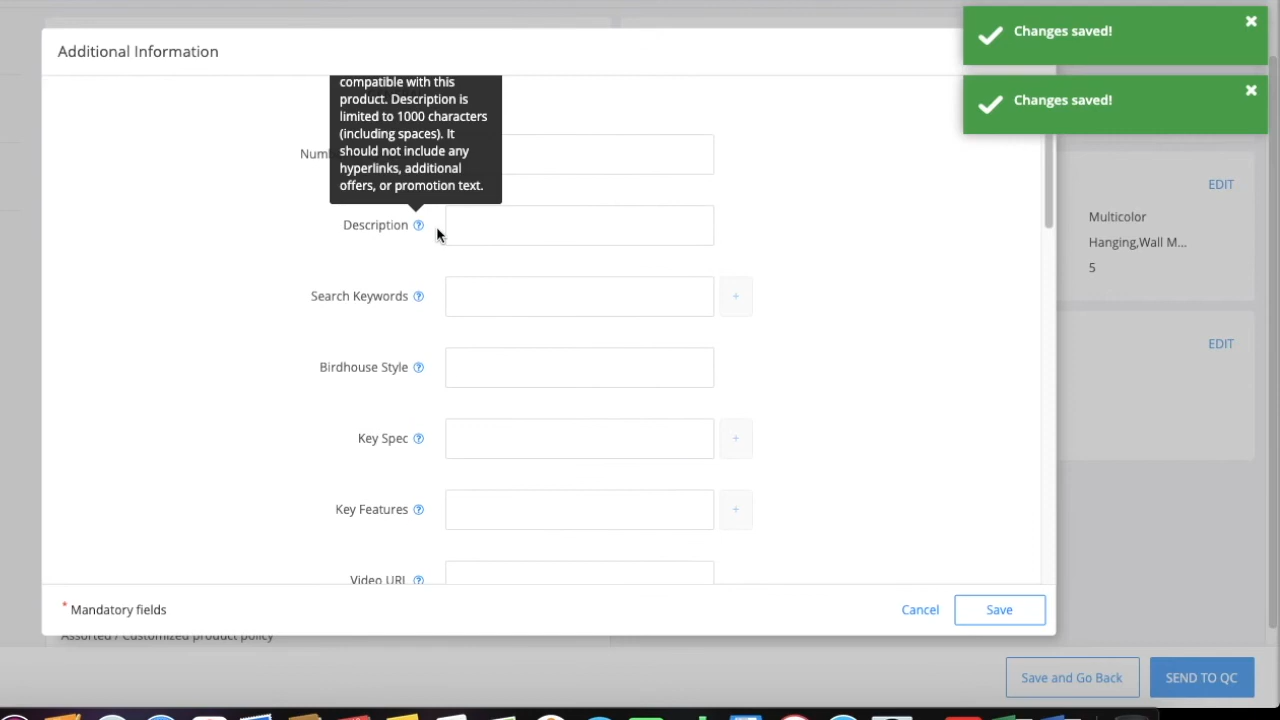 Changes saved!
Additional Information
Changes saved!
compatible with this
product. Description is
limited to 1000 characters
(including spaces). It
should not include any
hyperlinks, additional
offers, or promotion text.
EDIT
Description
Multicolor
Hanging,Wall M...
5
Search Keywords
+
EDIT
Birdhouse Style
Key Spec
+
Key Features
+
Video URL
* Mandatory fields
Cancel
Save
Assorted / Customized product policy
Save and Go Back
SEND TO QC